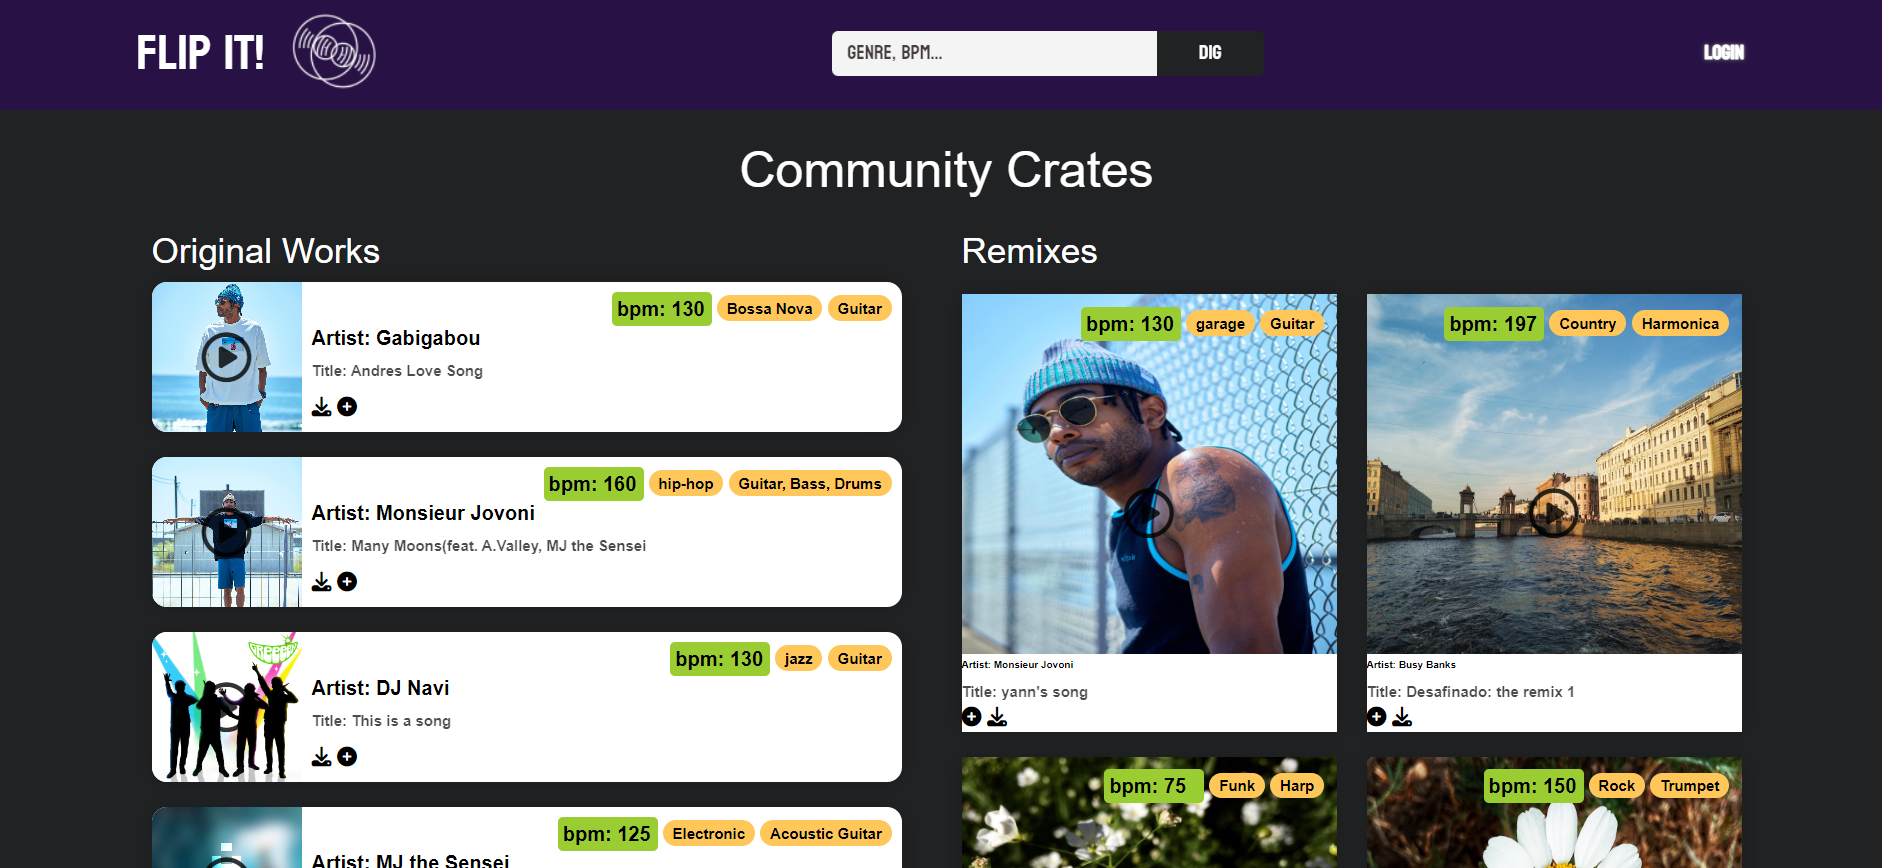 FLIP IT!
GENRE, BPM...
DIG
LOGIN
Community Crates
Original Works
bpm: 130 Bossa Nova Guitar
Artist: Gabigabou
Title: Andres Love Song
bpm: 160 hip-hop Guitar, Bass, Drums
Artist: Monsieur Jovoni
Title: Many Moons(feat. A.Valley, MJ the Sensei
GReeeeN
bpm: 130 jazz Guitar
Artist: DJ Navi
Title: This is a song
bpm: 125 Electronic Acoustic Guitar
Artist: MJ the Sensei
Remixes
bpm: 130 garage Guitar
Artist: Monsieur Jovoni
Title: yann's song
bpm: 197 Country Harmonica
Artist: Busy Banks
Title: Desafinado: the remix 1
bpm: 75 Funk Harp
bpm: 150 Rock Trumpet